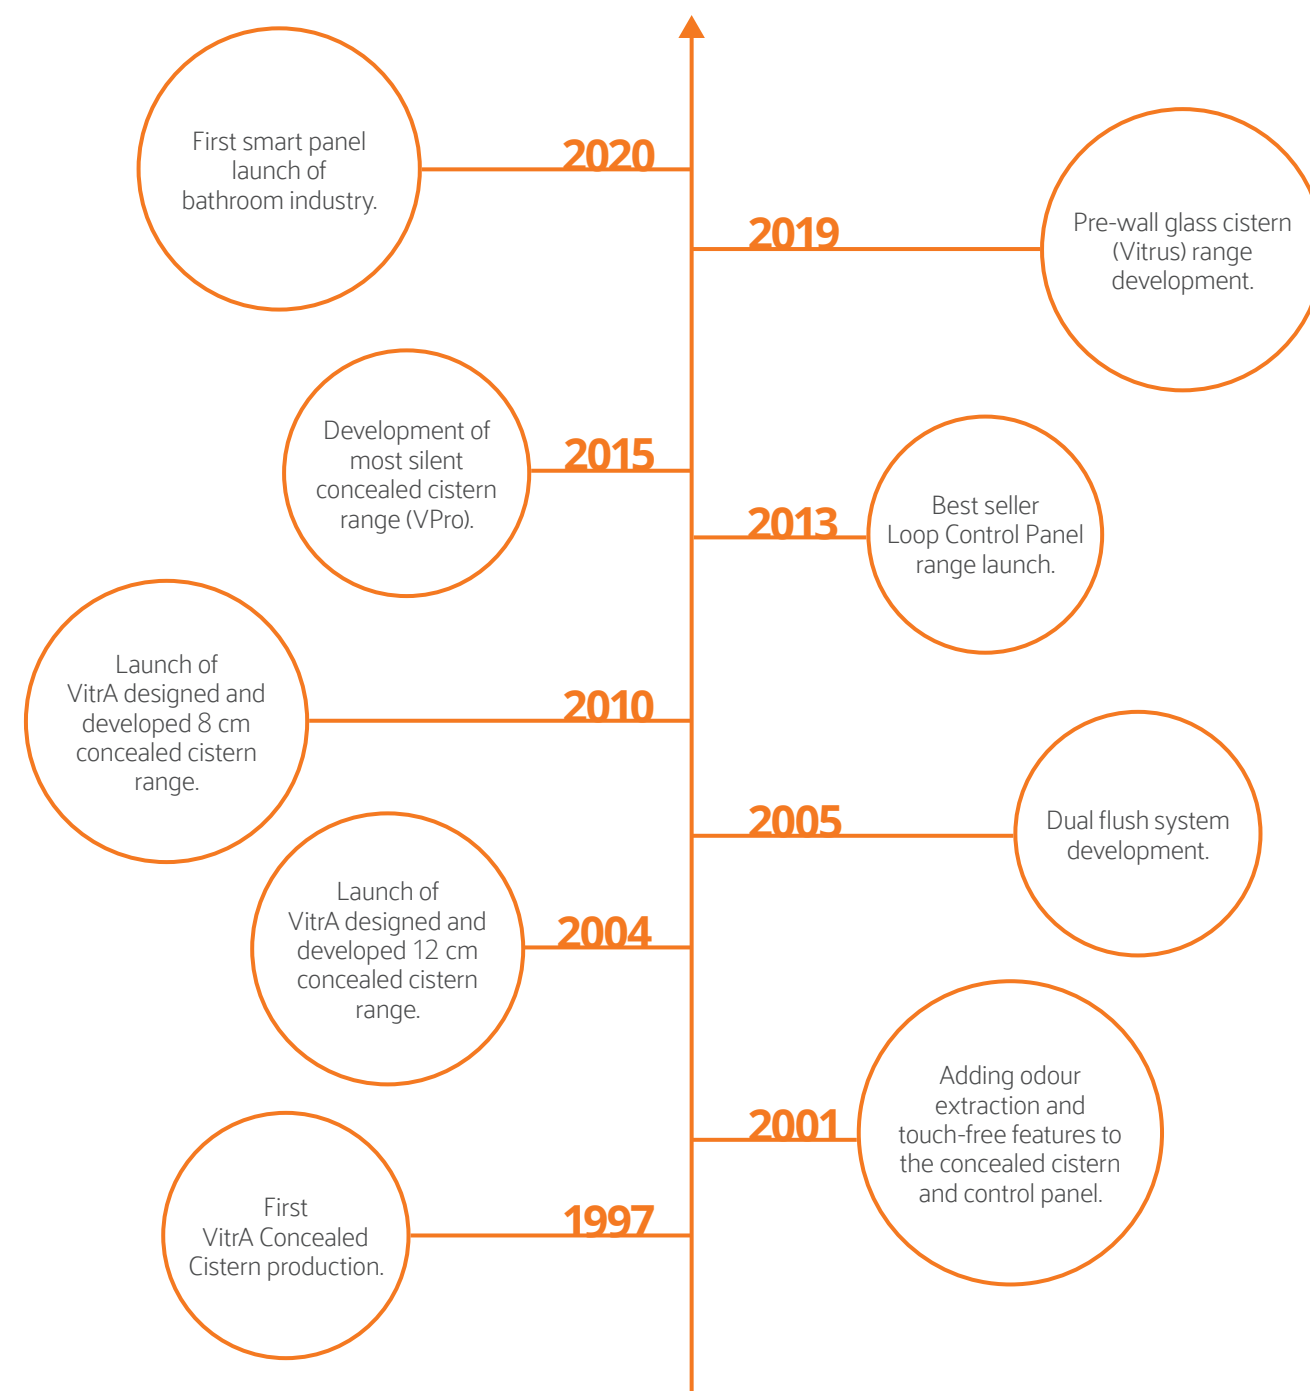 2020
First smart panel
launch of
bathroom industry.
2019
Pre-wall glass cistern
(Vitrus) range
development.
2015
Development of
most silent
concealed cistern
range (VPro).
2013
Best seller
Loop Control Panel
range launch.
2010
Launch of
VitrA designed and
developed 8 cm
concealed cistern
range.
2005
Dual flush system
development.
2004
Launch of
VitrA designed and
developed 12 cm
concealed cistern
range.
2001
Adding odour
extraction and
touch-free features to
the concealed cistern
and control panel.
1997
First
VitrA Concealed
Cistern production.